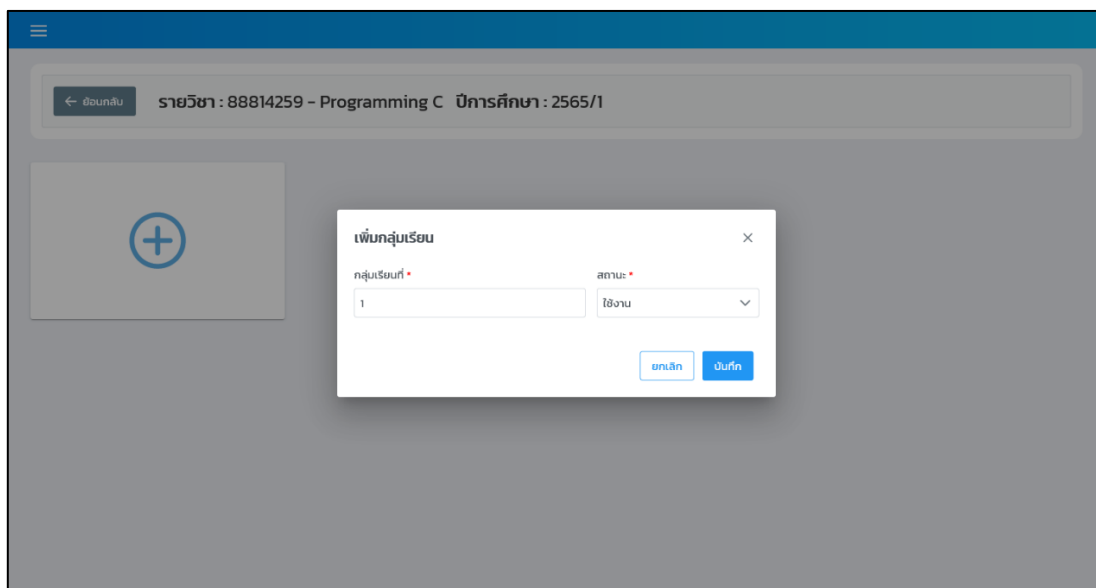 ← ย้อนกลับ รายวิชา : 88814259 - Programming C ปีการศึกษา : 2565/1
เพิ่มกลุ่มเรียน
กลุ่มเรียนที่ * สถานะ *
1 ใช้งาน
ยกเลิก บันทึก